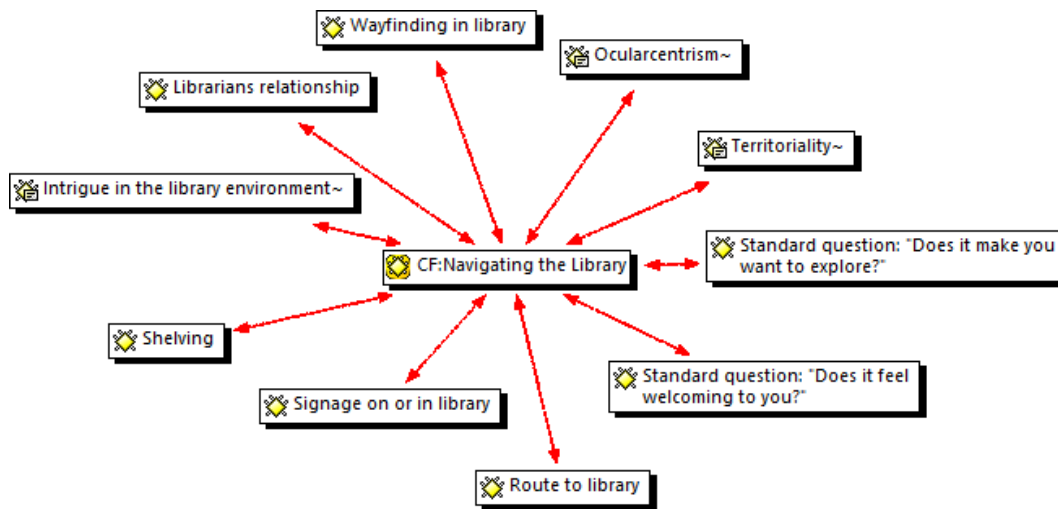 Wayfinding in library
Ocularcentrism~
Librarians relationship
Territoriality~
Intrigue in the library environment~
Standard question: "Does it make you
want to explore?"
CF:Navigating the Library
Shelving
Standard question: "Does it feel
welcoming to you?"
Signage on or in library
Route to library